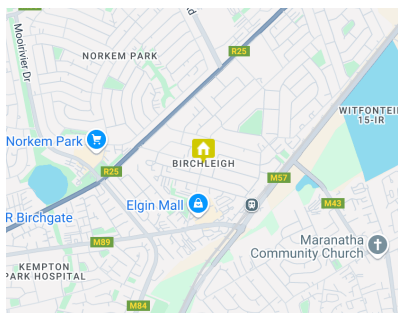 Mooirivier Dr
NORKEM PARK
R25
WITFONTEIN
15-IR
Norkem Park
R25
BIRCHLEIGH
M57
R Birchgate
Elgin Mall
M43
M89
Maranatha
Community Church
KEMPTON
PARK HOSPITAL
M84